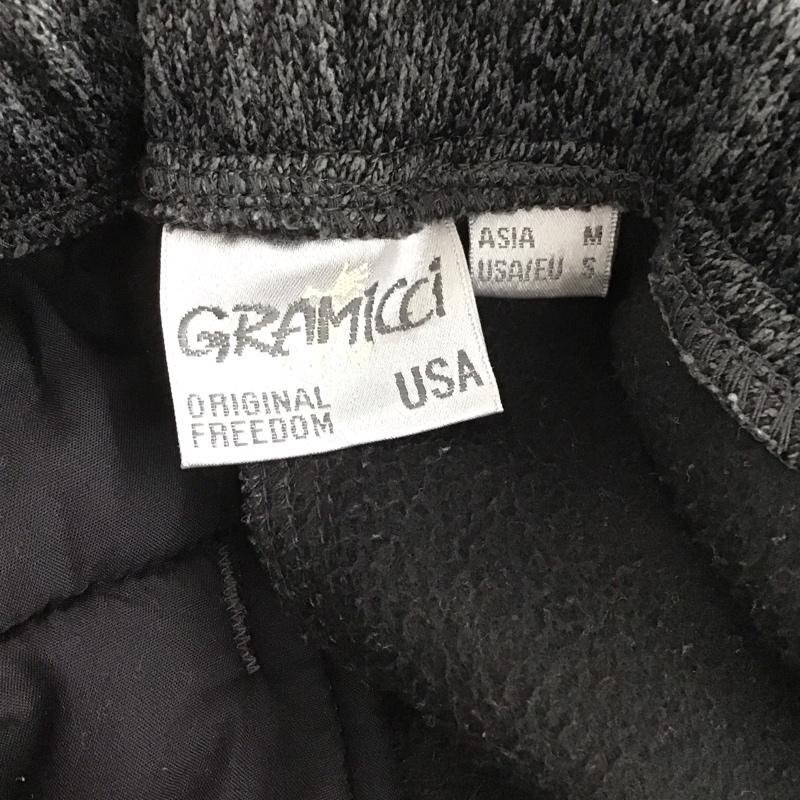 GRAMICCi
ORIGINAL
FREEDOM
USA
ASIA M
USA/EU S